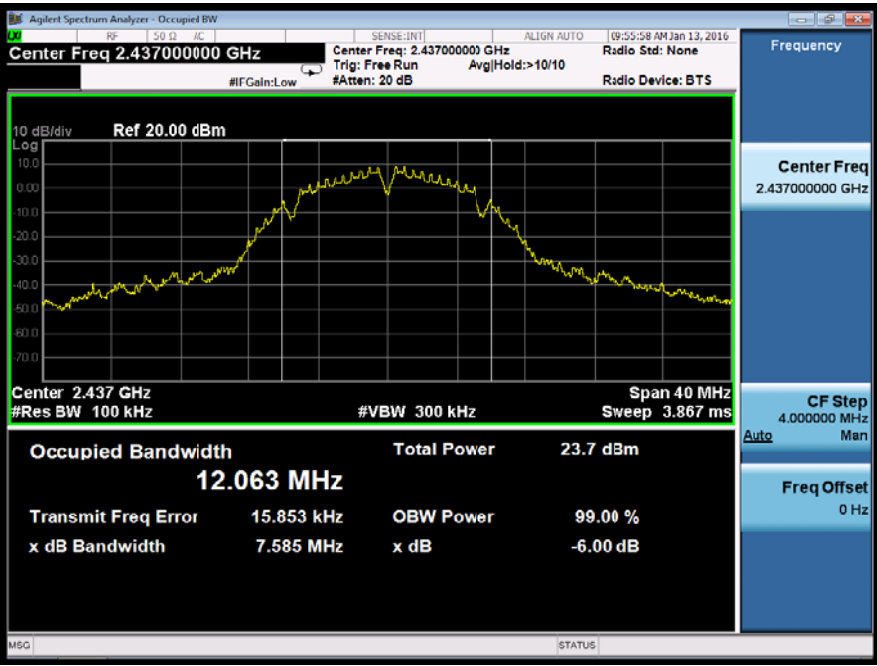 Agilent Spectrum Analyzer - Occupiel BW
LXI RF 50 Ω AC SENSE:INT ALIGN AUTO 09:55:58 AM Jan 13, 2016
Center Freq 2.437000000 GHz
Center Freq: 2.437000000 GHz
Radio Std: None
Trig: Free Run
Avg|Hold:>10/10
#IFGain:Low
#Atten: 20 dB
Radio Device: BTS
Frequency
10 dB/div
Ref 20.00 dBm
Log
10.0
0.00
-10.0
-20.0
-30.0
-40.0
-50.0
-60.0
-70.0
Center 2.437 GHz
Span 40 MHz
#Res BW 100 kHz
#VBW 300 kHz
Sweep 3.867 ms
Occupied Bandwidth
Total Power
23.7 dBm
12.063 MHz
Transmit Freq Error
15.853 kHz
OBW Power
99.00 %
x dB Bandwidth
7.585 MHz
x dB
-6.00 dB
Center Freq
2.437000000 GHz
CF Step
4.000000 MHz
Auto Man
Freq Offset
0 Hz
MSG
STATUS